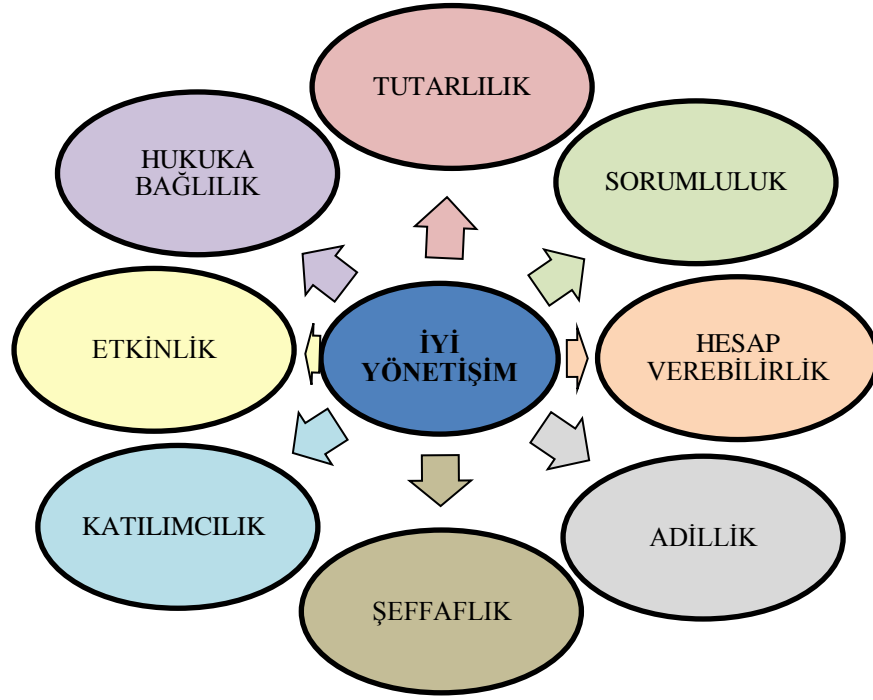 TUTARLILIK
HUKUKA
BAĞLILIK
SORUMLULUK
ETKİNLİK
İYİ
YÖNETİŞİM
HESAP
VEREBİLİRLİK
KATILIMCILIK
ADİLLİK
ŞEFFAFLIK